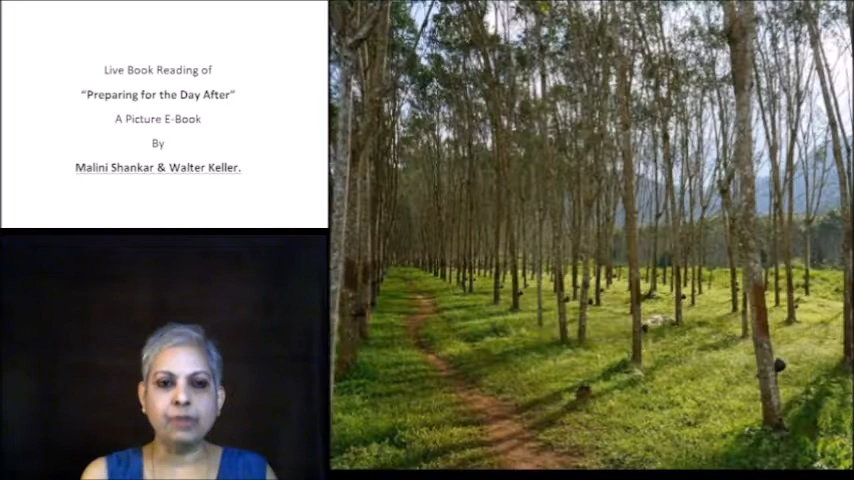 Live Book Reading of
"Preparing for the Day After"
A Picture E-Book
By
Malini Shankar & Walter Keller.